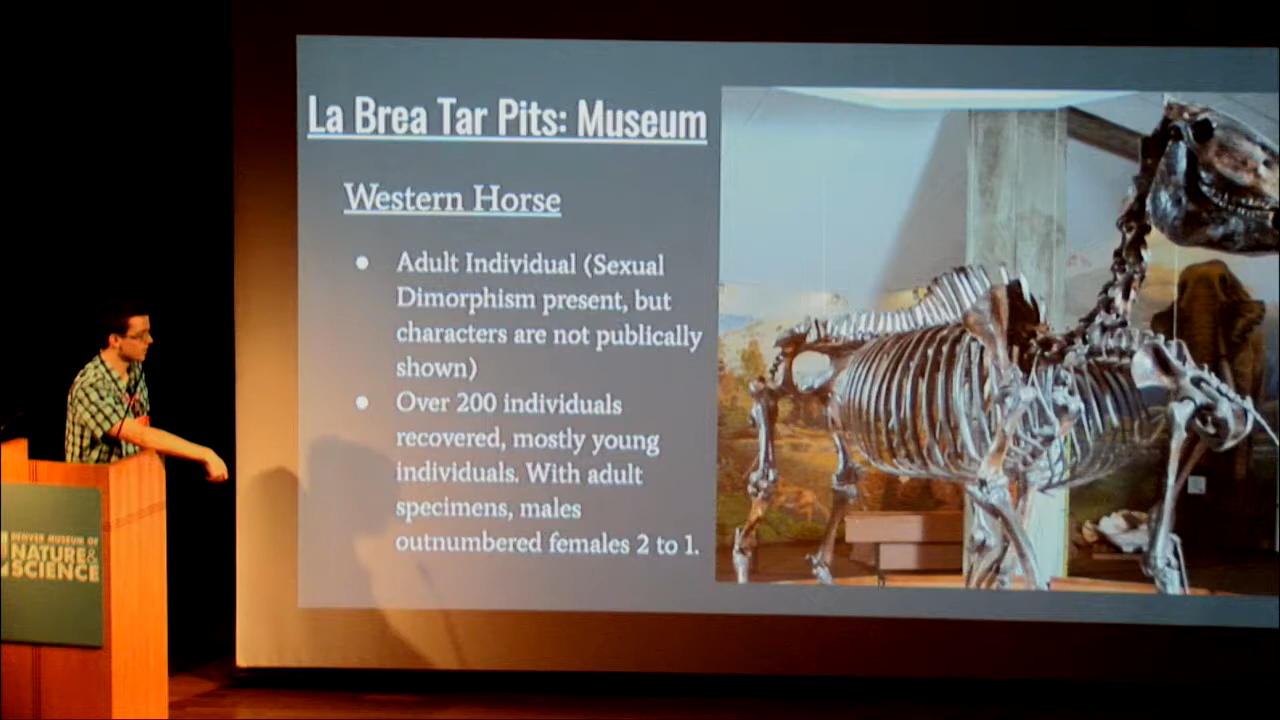 La Brea Tar Pits: Museum
Western Horse
● Adult Individual (Sexual
Dimorphism present, but
characters are not publically
shown)
● Over 200 individuals
recovered, mostly young
individuals. With adult
specimens, males
outnumbered females 2 to 1.
DENVER MUSEUM OF
NATURE &
SCIENCE